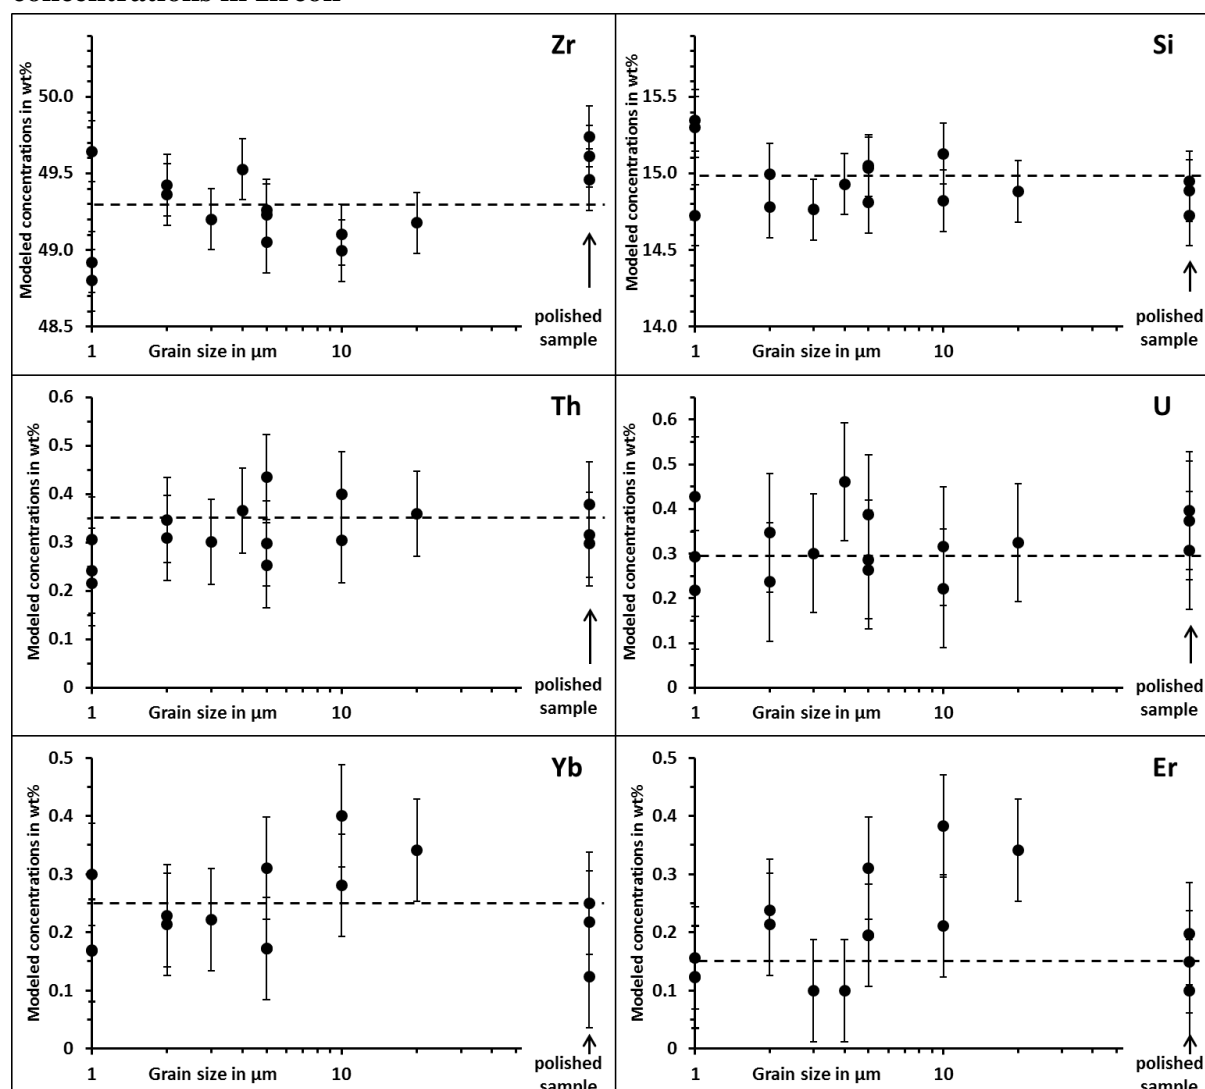 concentrations in zircon
Zr
Modeled concentrations in wt%
50.0
49.5
49.0
48.5
1
Grain size in µm
10
polished
sample
Si
Modeled concentrations in wt%
15.5
15.0
14.5
14.0
1
Grain size in µm
10
polished
sample
Th
Modeled concentrations in wt%
0.6
0.5
0.4
0.3
0.2
0.1
0
1
Grain size in µm
10
polished
sample
U
Modeled concentrations in wt%
0.6
0.5
0.4
0.3
0.2
0.1
0
1
Grain size in µm
10
polished
sample
Yb
Modeled concentrations in wt%
0.5
0.4
0.3
0.2
0.1
0
1
Grain size in µm
10
polished
sample
Er
Modeled concentrations in wt%
0.5
0.4
0.3
0.2
0.1
0
1
Grain size in µm
10
polished
sample